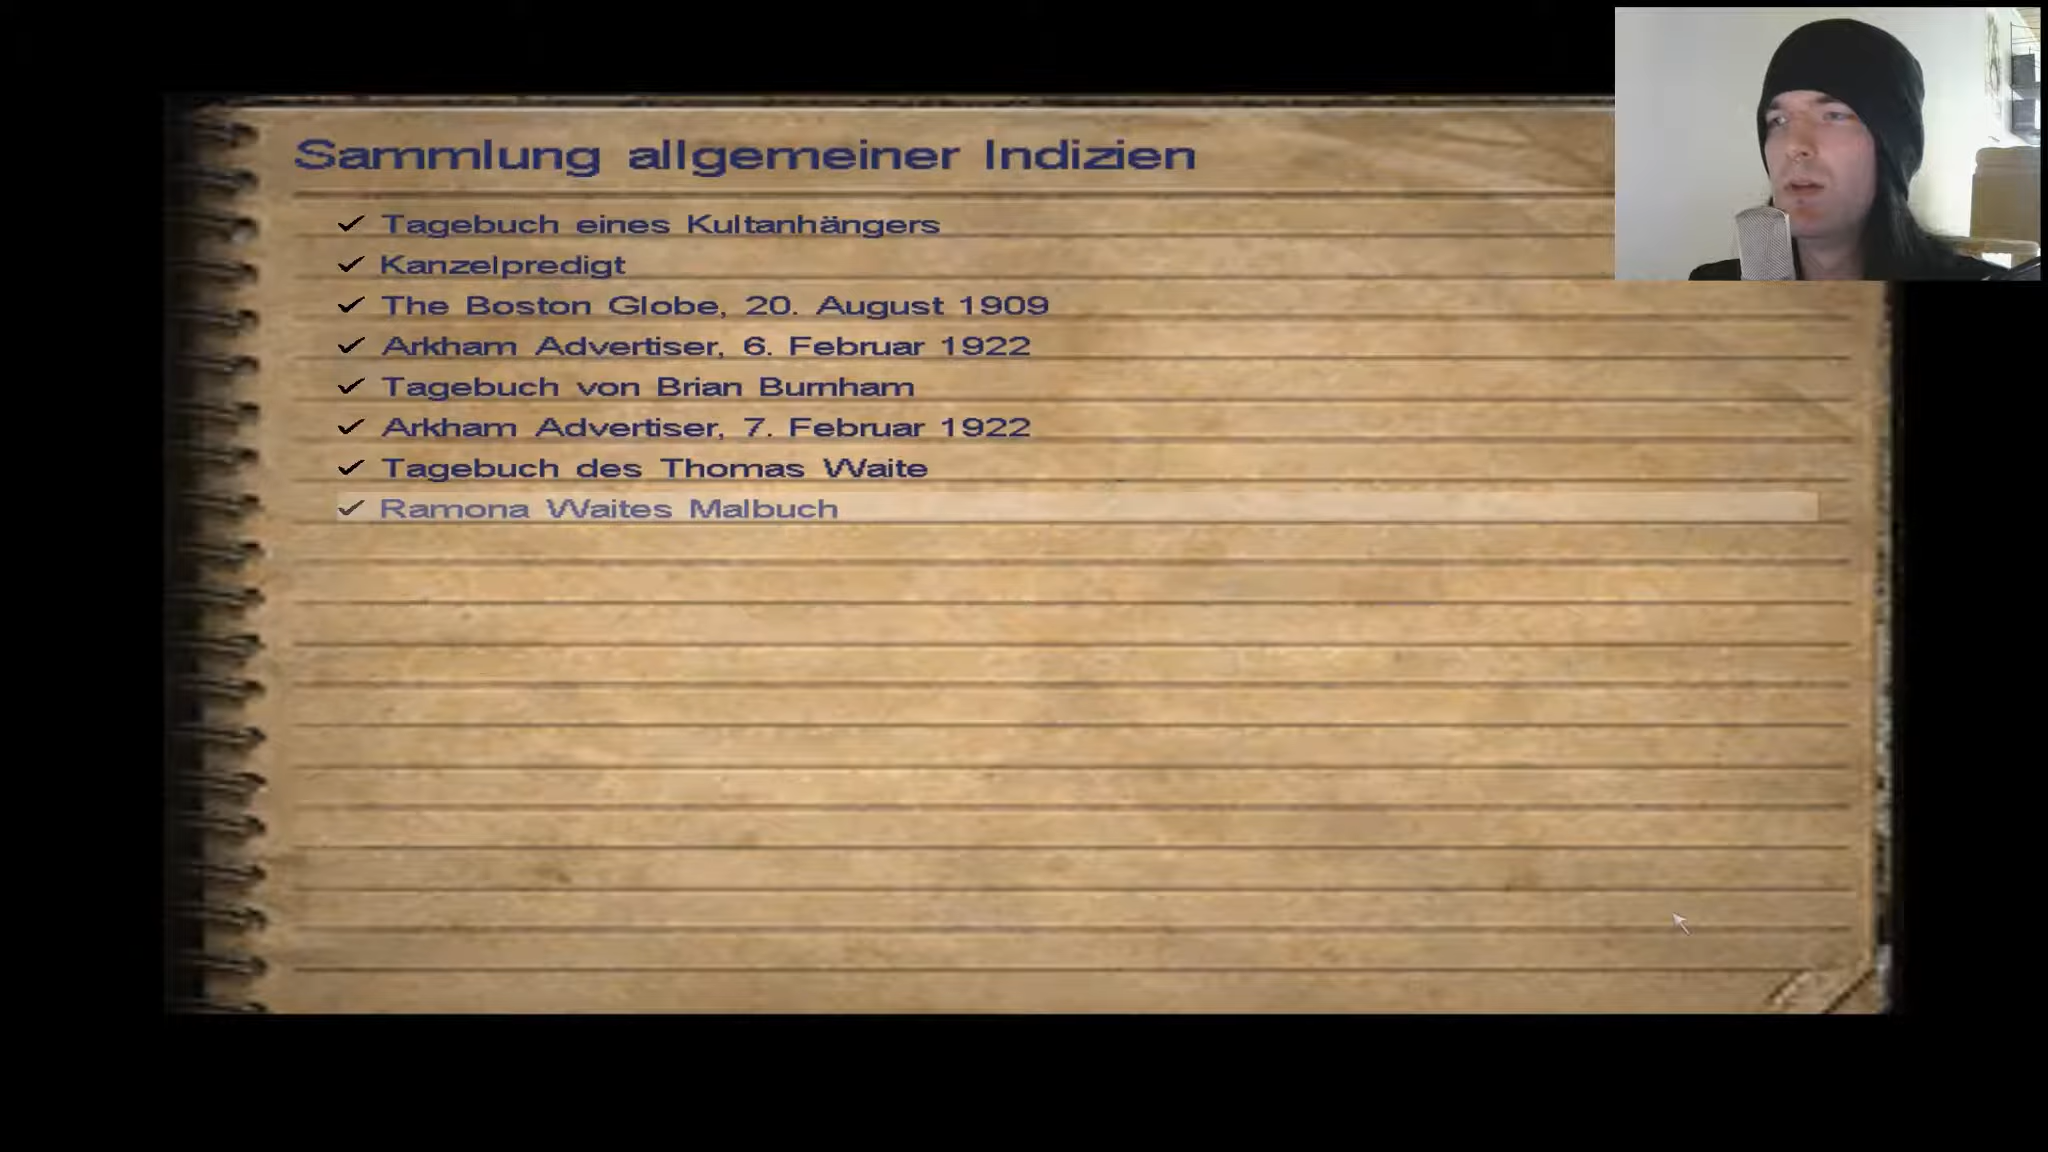 Sammlung allgemeiner Indizien
Tagebuch eines Kultanhängers
Kanzelpredigt
The Boston Globe, 20. August 1909
Arkham Advertiser, 6. Februar 1922
Tagebuch von Brian Burnham
Arkham Advertiser, 7. Februar 1922
Tagebuch des Thomas Waite
Ramona Waites Malbuch